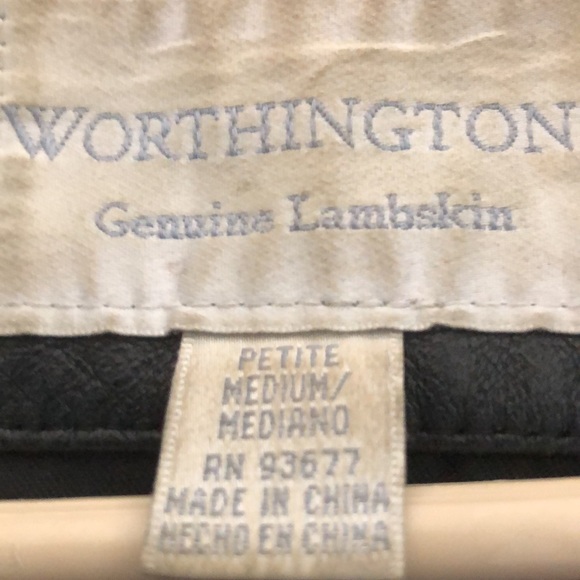 WORTHINGTON
Genuine Lambskin
PETITE
MEDIUM/
MEDIANO
RN 93677
MADE IN CHINA
HECHO EN CHINA